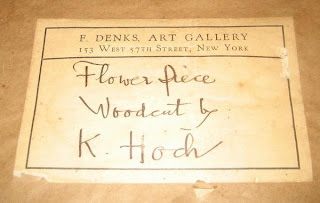 F. DENKS, ART GALLERY
153 WEST 57TH STREET, NEW YORK
Flower piece
Woodcut by
K. Hoch